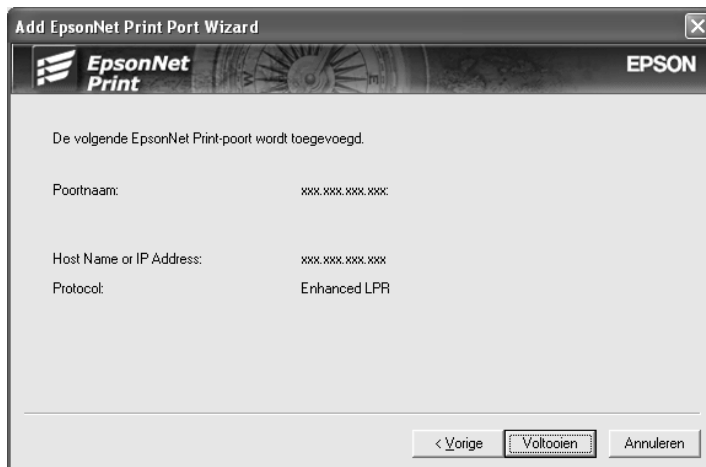 Add EpsonNet Print Port Wizard
EpsonNet
Print
EPSON
De volgende EpsonNet Print-poort wordt toegevoegd.
Poortnaam: xxx.xxx.xxx.xxx:
Host Name or IP Address: xxx.xxx.xxx.xxx
Protocol: Enhanced LPR
< Vorige Voltooien Annuleren